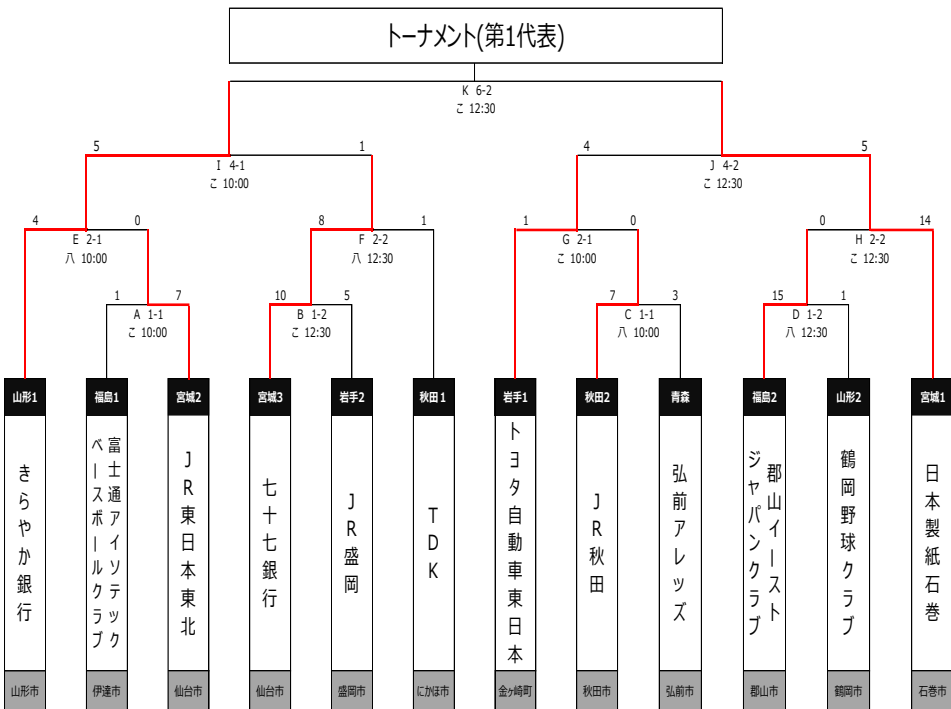 トーナメント(第1代表)
K 6-2
こ 12:30
5
1
4
5
I 4-1
こ 10:00
J 4-2
こ 12:30
4
0
8
1
1
0
0
14
E 2-1
八 10:00
F 2-2
八 12:30
G 2-1
こ 10:00
H 2-2
こ 12:30
1
7
10
5
7
3
15
1
A 1-1
こ 10:00
B 1-2
こ 12:30
C 1-1
八 10:00
D 1-2
八 12:30
山形1
福島1
宮城2
宮城3
岩手2
秋田1
岩手1
秋田2
青森
福島2
山形2
宮城1
きらやか銀行
富士通アイソテック
ベースボールクラブ
JR東日本東北
七十七銀行
JR盛岡
TDK
トヨタ自動車東日本
JR秋田
弘前アレッズ
郡山イースト
ジャパンクラブ
鶴岡野球クラブ
日本製紙石巻
山形市
伊達市
仙台市
仙台市
盛岡市
にかほ市
金ヶ崎町
秋田市
弘前市
郡山市
鶴岡市
石巻市